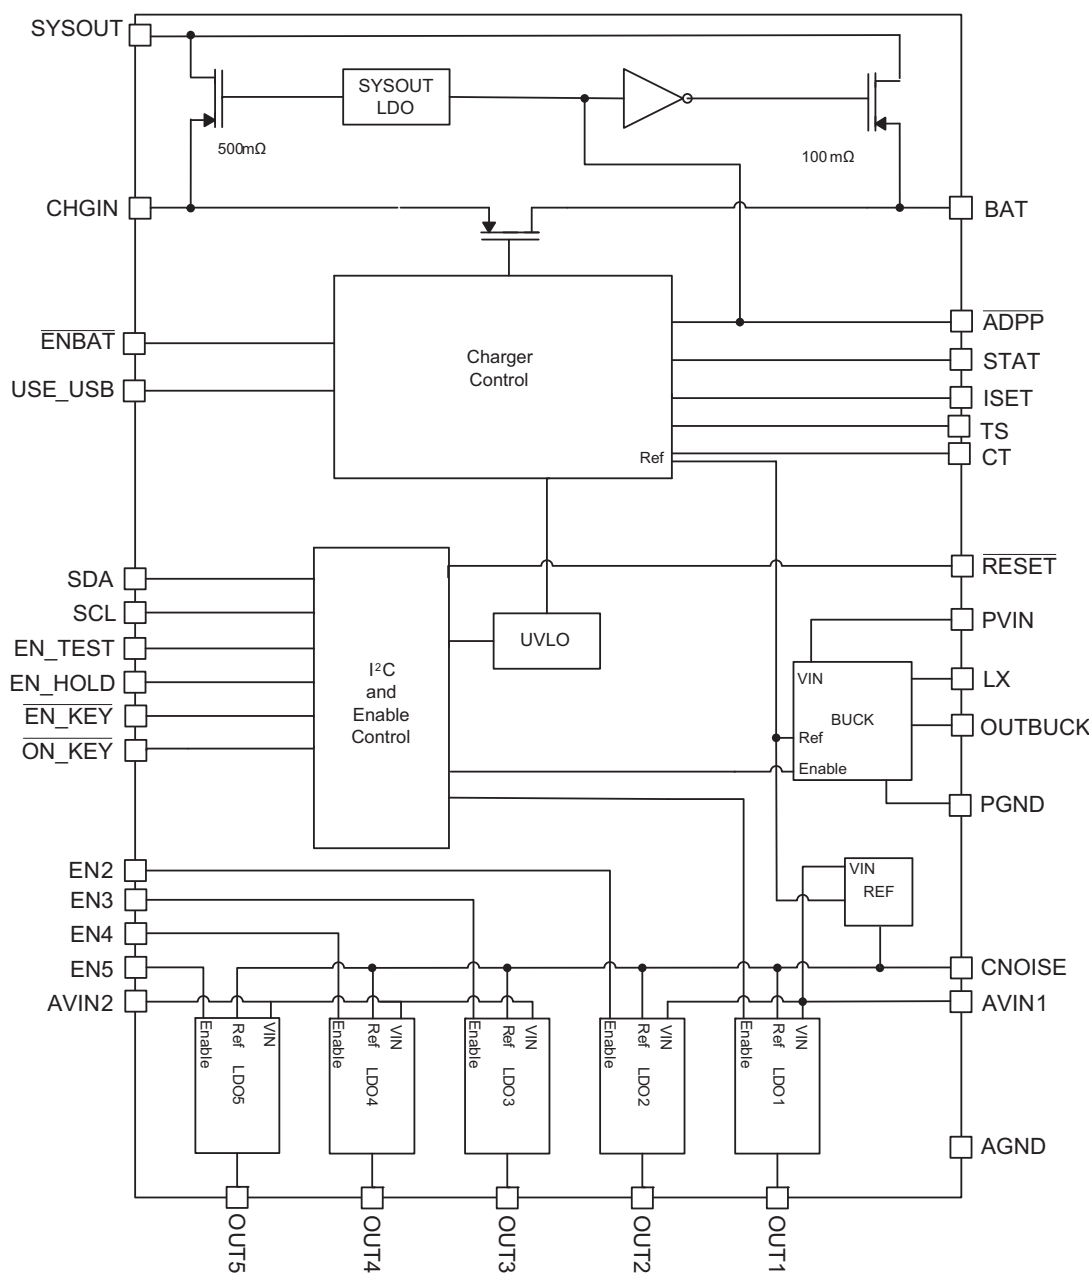 SYSOUT
SYSOUT
LDO
500mΩ
100mΩ
CHGIN
BAT
ENBAT
USE_USB
Charger
Control
Ref
ADPP
STAT
ISET
TS
CT
SDA
SCL
EN_TEST
EN_HOLD
EN_KEY
ON_KEY
I²C
and
Enable
Control
UVLO
RESET
PVIN
VIN
LX
BUCK
OUTBUCK
Ref
Enable
PGND
EN2
EN3
EN4
EN5
AVIN2
VIN
REF
CNOISE
AVIN1
Enable
Ref
VIN
LDO5
Enable
Ref
VIN
LDO4
Enable
Ref
VIN
LDO3
Enable
Ref
VIN
LDO2
Enable
Ref
VIN
LDO1
AGND
OUT5
OUT4
OUT3
OUT2
OUT1